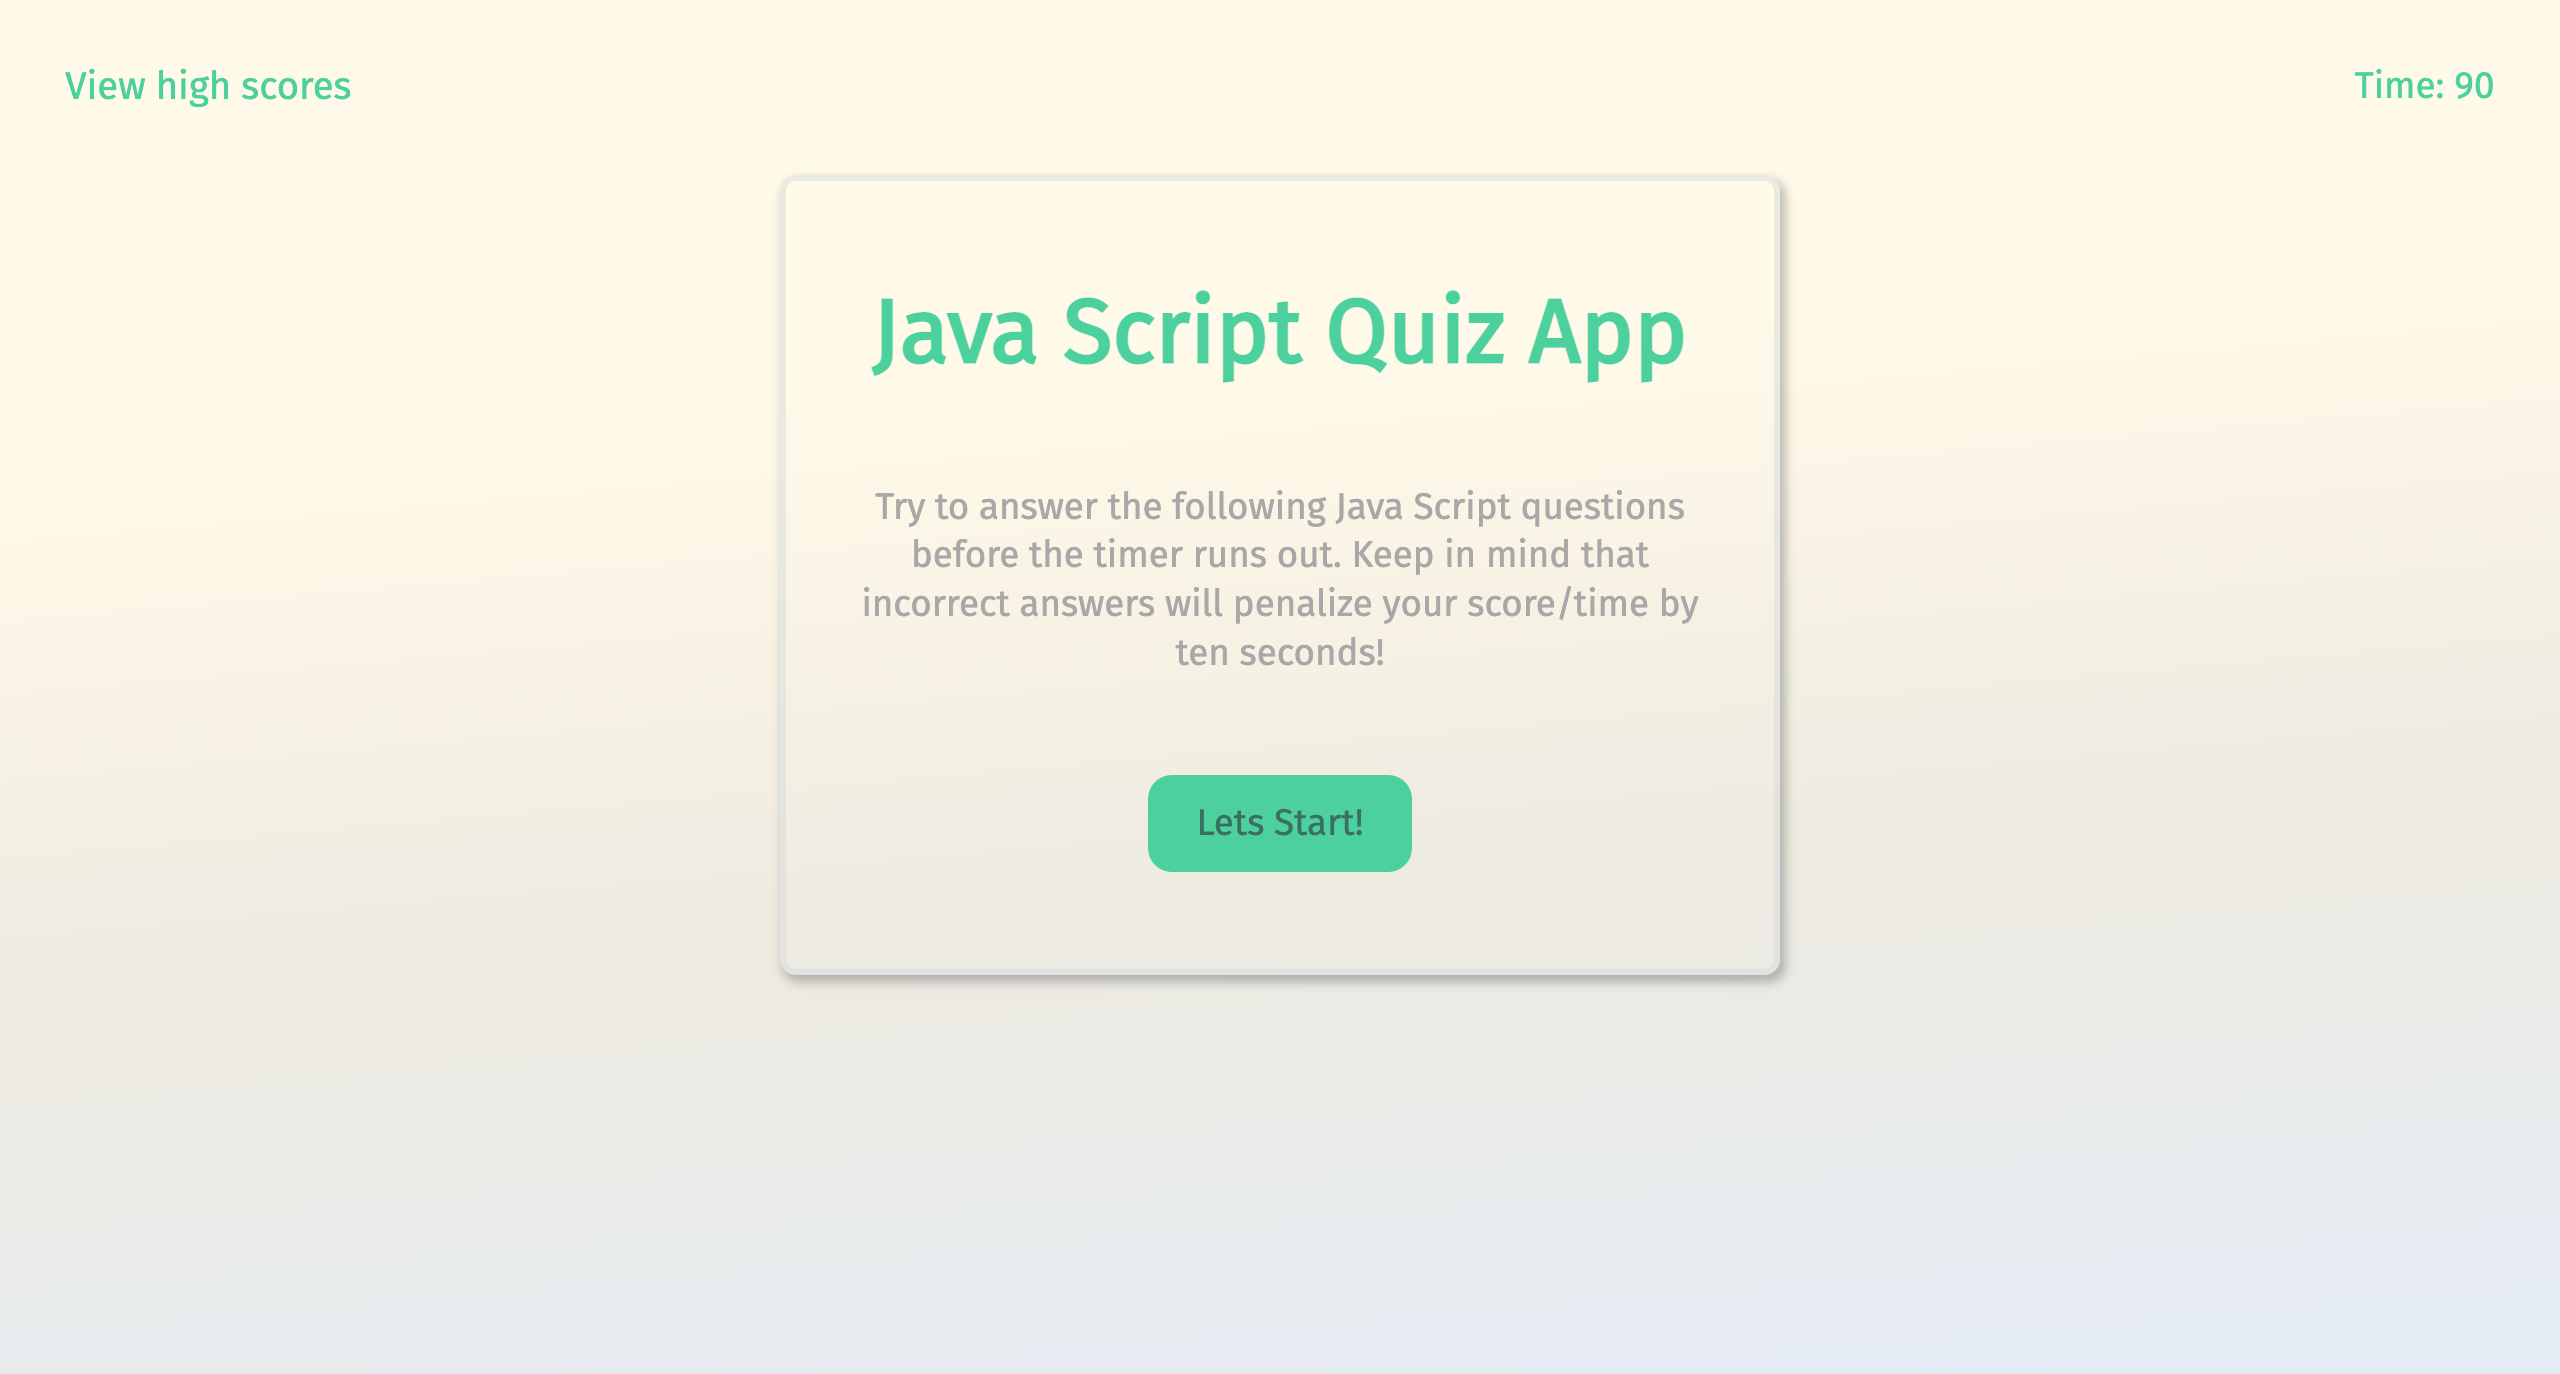 View high scores
Time: 90
Java Script Quiz App
Try to answer the following Java Script questions
before the timer runs out. Keep in mind that
incorrect answers will penalize your score/time by
ten seconds!
Lets Start!